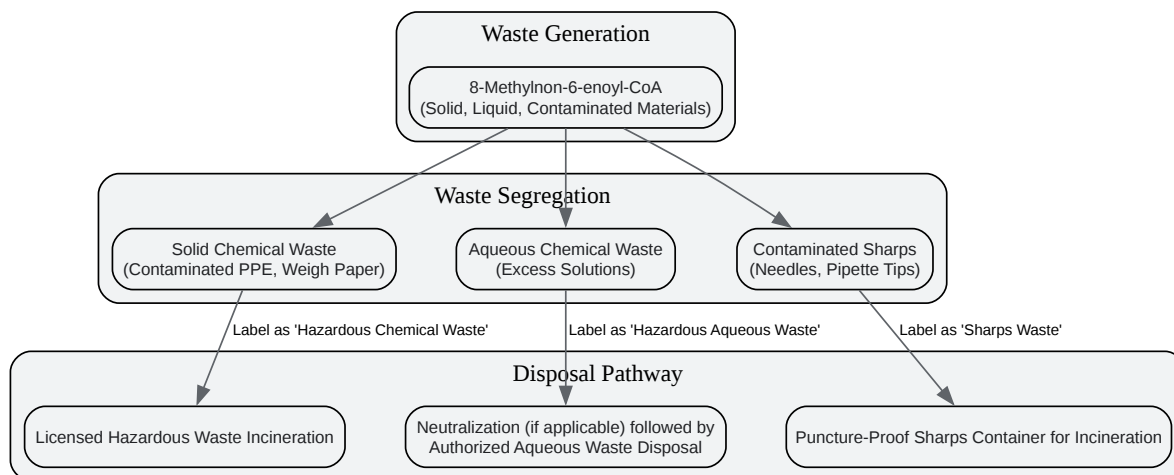 Waste Generation
8-Methylnon-6-enoyl-CoA
(Solid, Liquid, Contaminated Materials)
Waste Segregation
Solid Chemical Waste
(Contaminated PPE, Weigh Paper)
Aqueous Chemical Waste
(Excess Solutions)
Contaminated Sharps
(Needles, Pipette Tips)
Label as 'Hazardous Chemical Waste'
Label as 'Hazardous Aqueous Waste'
Label as 'Sharps Waste'
Disposal Pathway
Licensed Hazardous Waste Incineration
Neutralization (if applicable) followed by
Authorized Aqueous Waste Disposal
Puncture-Proof Sharps Container for Incineration